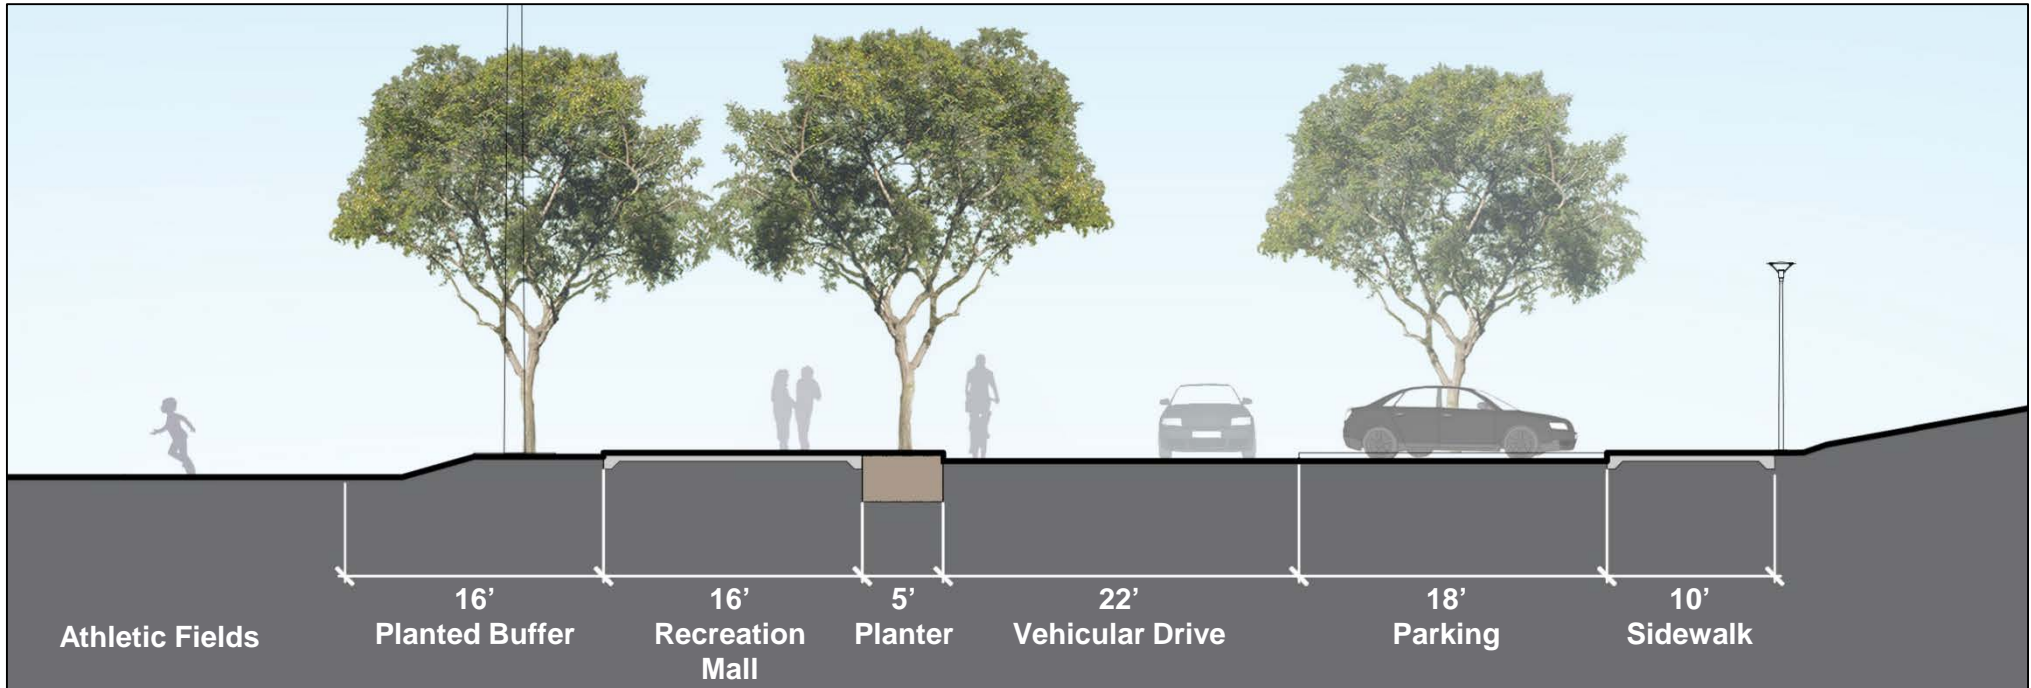 16’
Planted Buffer
16’
Recreation
Mall
5’
Planter
22’
Vehicular Drive
18’
Parking
10’
Sidewalk
Athletic Fields